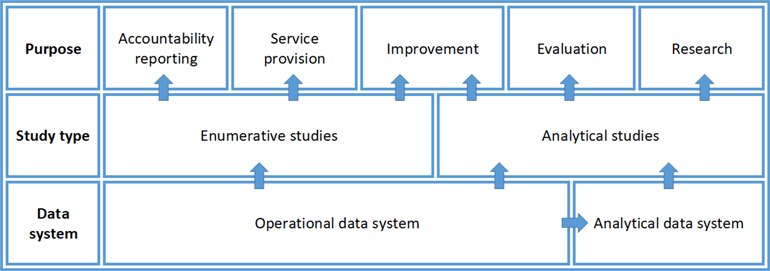 Purpose
Accountability
reporting
Service
provision
Improvement
Evaluation
Research
Study type
Enumerative studies
Analytical studies
Data
system
Operational data system
Analytical data system